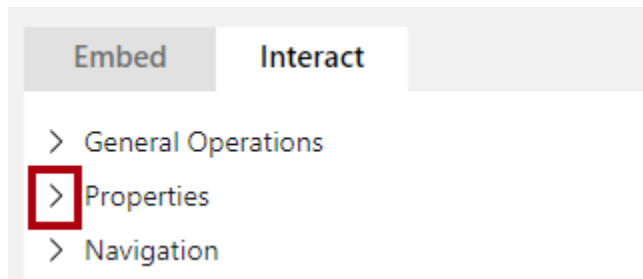 Embed Interact
General Operations
Properties
Navigation